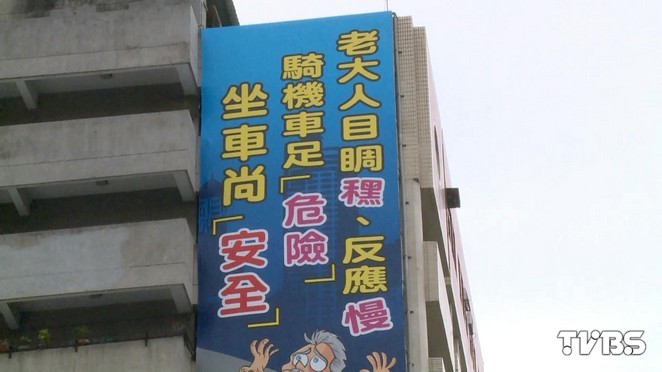 老大人目睭䆀、反應慢
騎機車足「危險」
坐車尚「安全」
TVBS